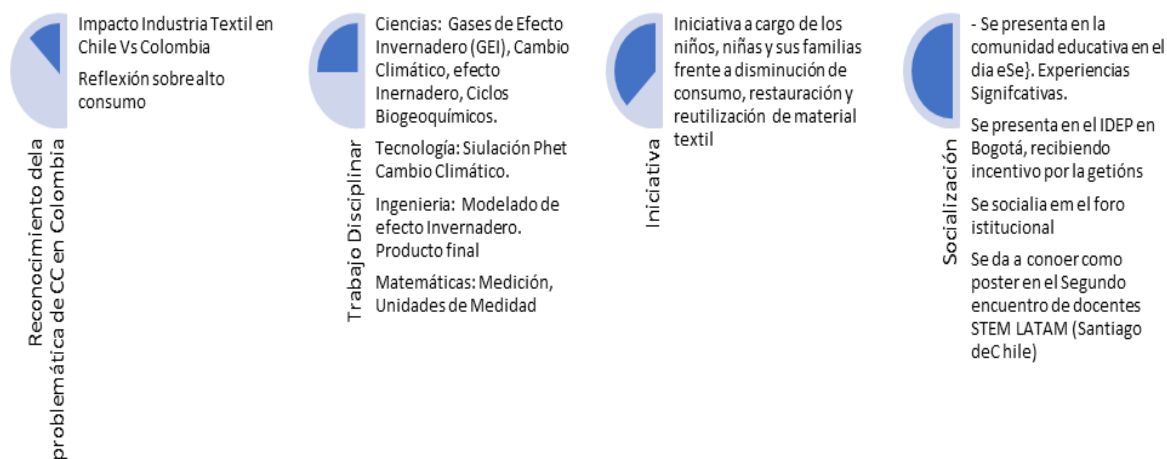 Impacto Industria Textil en
Chile Vs Colombia
Reflexión sobre alto
consumo
Reconocimiento dela
problemática de CC en Colombia
Ciencias: Gases de Efecto
Invernadero (GEI), Cambio
Climático, efecto
Inernadero, Ciclos
Biogeoquímicos.
Tecnología: Siulación Phet
Cambio Climático.
Ingenieria: Modelado de
efecto Invernadero.
Producto final
Matemáticas: Medición,
Unidades de Medidad
Trabajo Disciplinar
Iniciativa a cargo de los
niños, niñas y sus familias
frente a disminución de
consumo, restauración y
reutilización de material
textil
Iniciativa
- Se presenta en la
comunidad educativa en el
dia eSe}. Experiencias
Signifcativas.
Se presenta en el IDEP en
Bogotá, recibiendo
incentivo por la getións
Se socialia em el foro
istitucional
Se da a conoer como
poster en el Segundo
encuentro de docentes
STEM LATAM (Santiago
deC hile)
Socialización